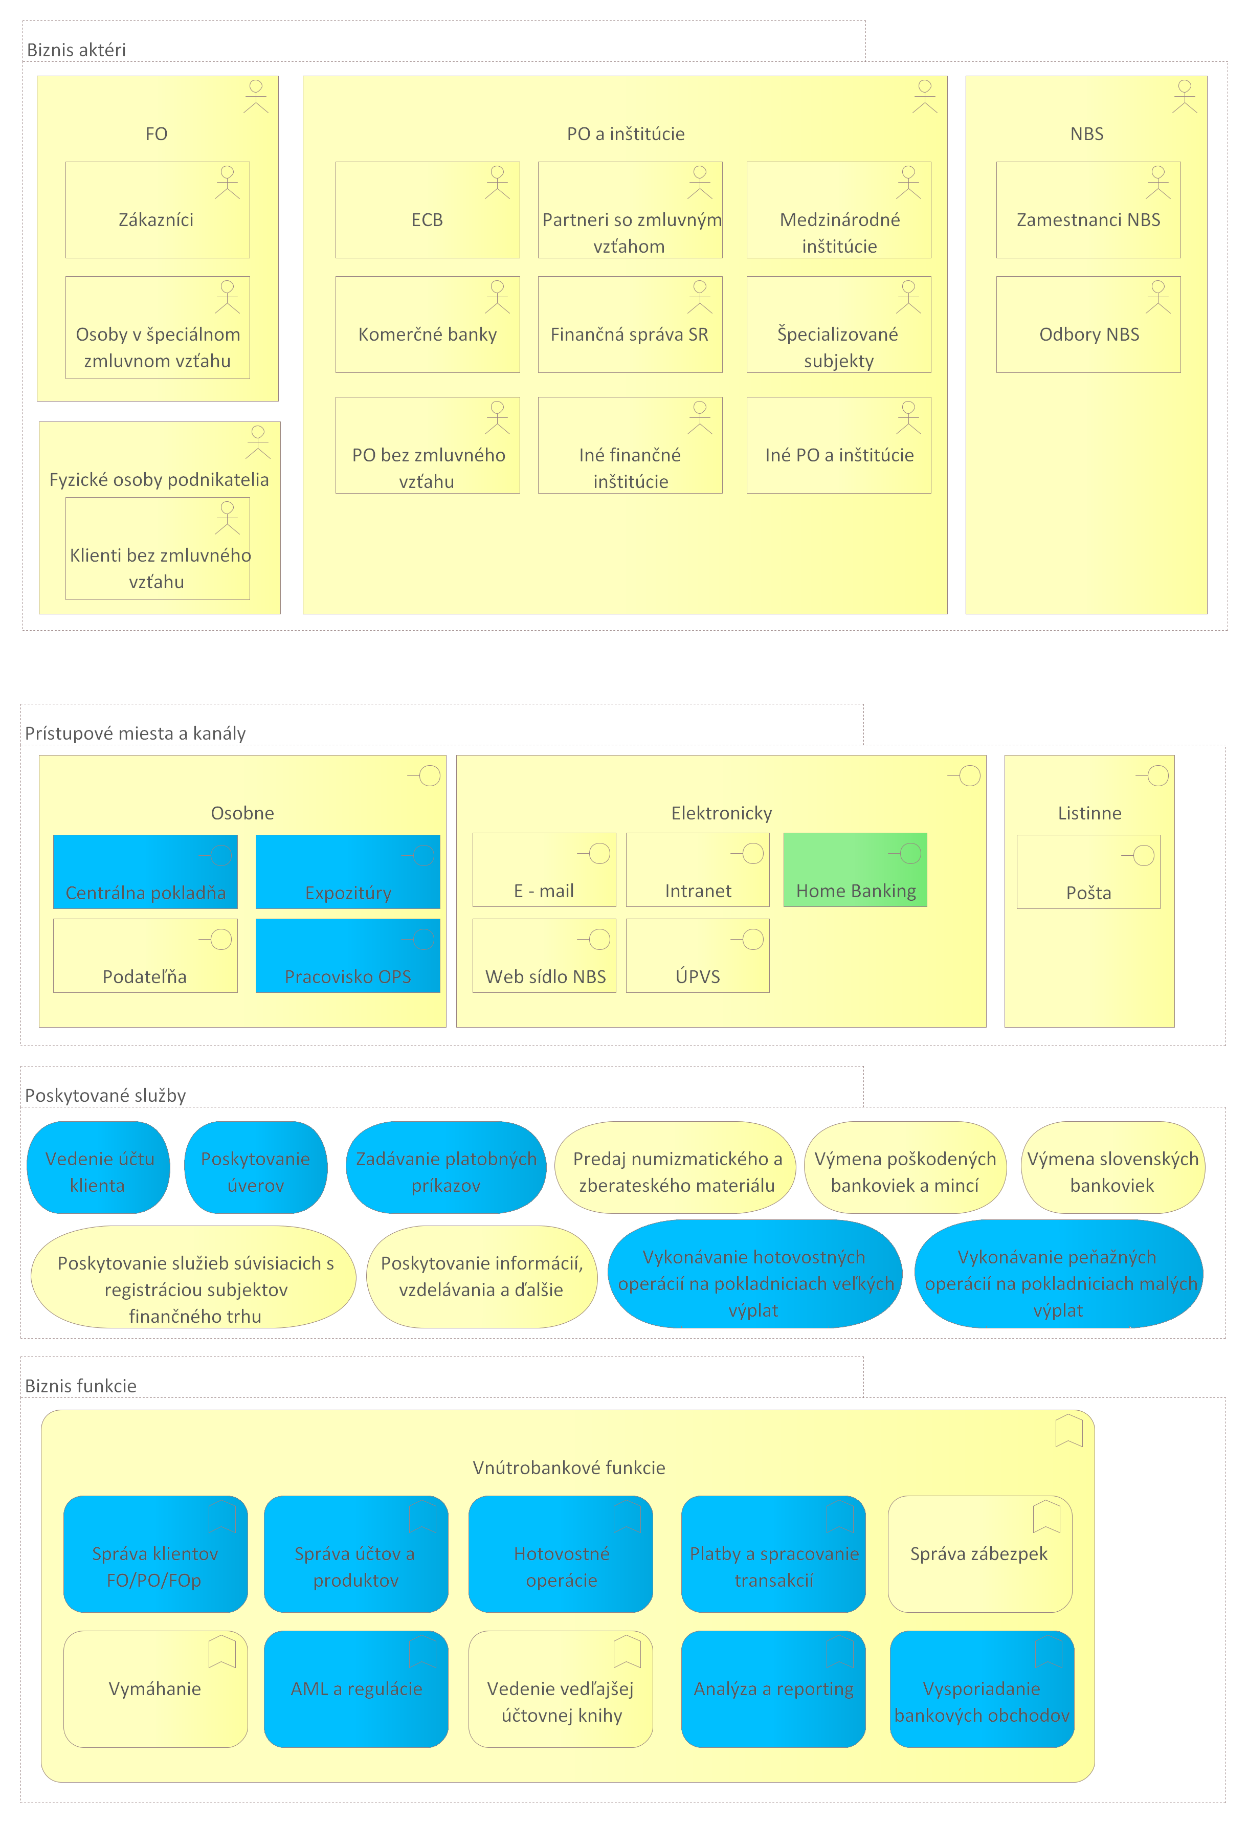 Biznis aktéri
FO
Zákazníci
Osoby v špeciálnom
zmluvnom vzťahu
Fyzické osoby podnikatelia
Klienti bez zmluvného
vzťahu
PO a inštitúcie
ECB
Partneri so zmluvným
vzťahom
Medzinárodné
inštitúcie
Komerčné banky
Finančná správa SR
Špecializované
subjekty
PO bez zmluvného
vzťahu
Iné finančné
inštitúcie
Iné PO a inštitúcie
NBS
Zamestnanci NBS
Odbory NBS
Prístupové miesta a kanály
Osobne
Centrálna pokladňa
Expozitúry
Podateľňa
Pracovisko OPS
Elektronicky
E - mail
Intranet
Home Banking
Web sídlo NBS
ÚPVS
Listinne
Pošta
Poskytované služby
Vedenie účtu
klienta
Poskytovanie
úverov
Zadávanie platobných
príkazov
Predaj numizmatického a
zberateského materiálu
Výmena poškodených
bankoviek a mincí
Výmena slovenských
bankoviek
Poskytovanie služieb súvisiacich s
registráciou subjektov
finančného trhu
Poskytovanie informácií,
vzdelávania a ďalšie
Vykonávanie hotovostných
operácií na pokladniciach veľkých
výplat
Vykonávanie peňažných
operácií na pokladniciach malých
výplat
Biznis funkcie
Vnútrobankové funkcie
Správa klientov
FO/PO/FOp
Správa účtov a
produktov
Hotovostné
operácie
Platby a spracovanie
transakcií
Správa zábezpek
Vymáhanie
AML a regulácie
Vedenie vedľajšej
účtovnej knihy
Analýza a reporting
Vysporiadanie
bankových obchodov